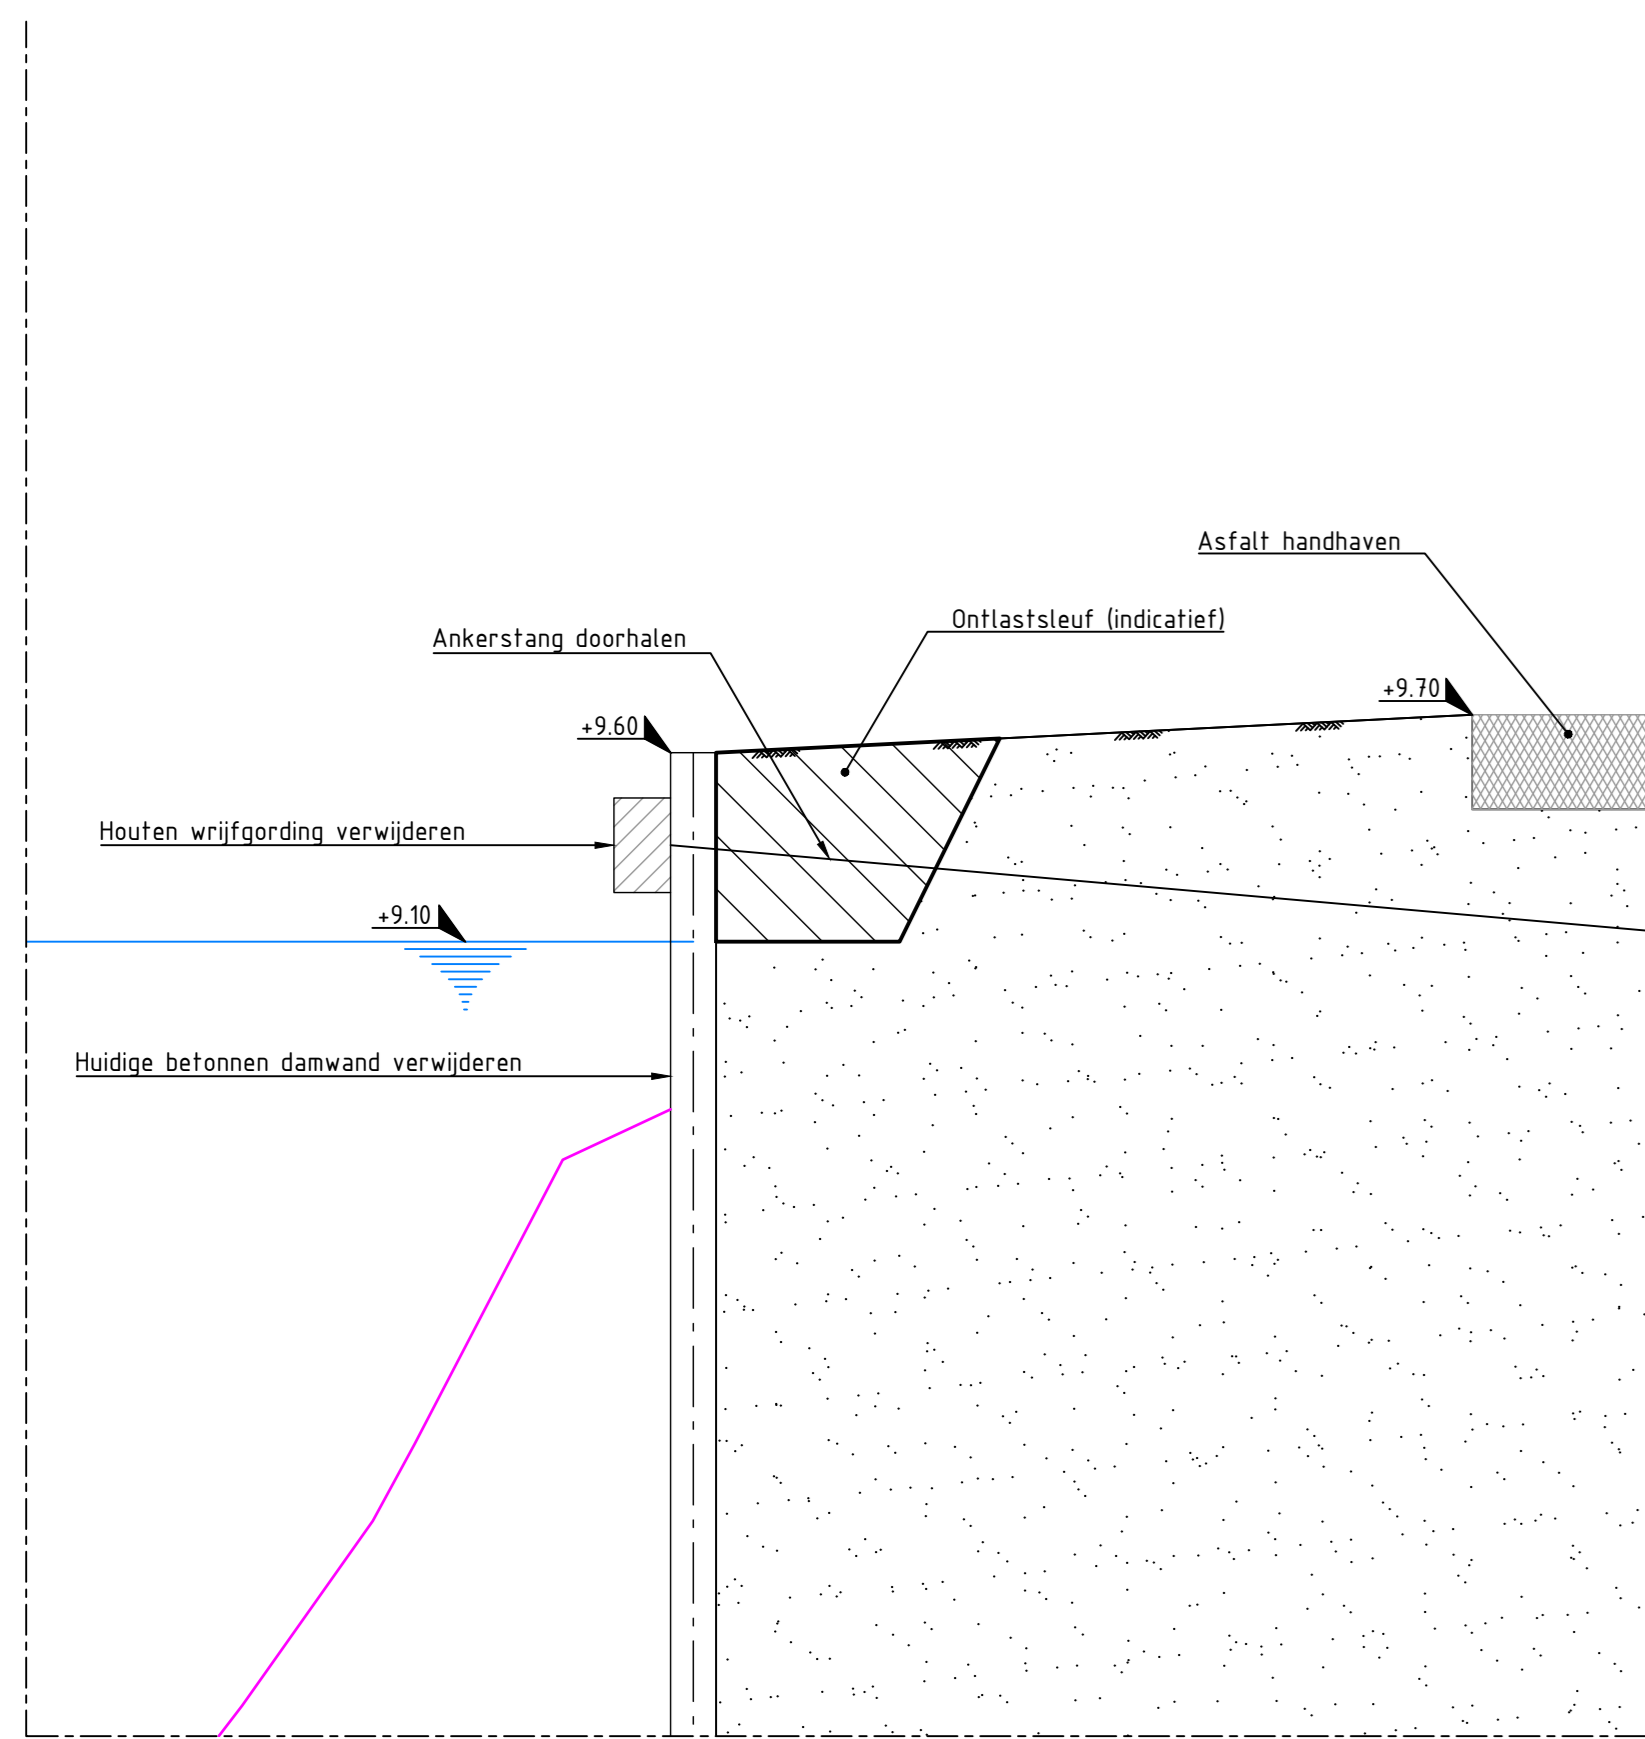 Asfalt handhaven
Ontlastsleuf (indicatief)
Ankerstang doorhalen
+9.70
+9.60
Houten wrijfgording verwijderen
+9.10
Huidige betonnen damwand verwijderen